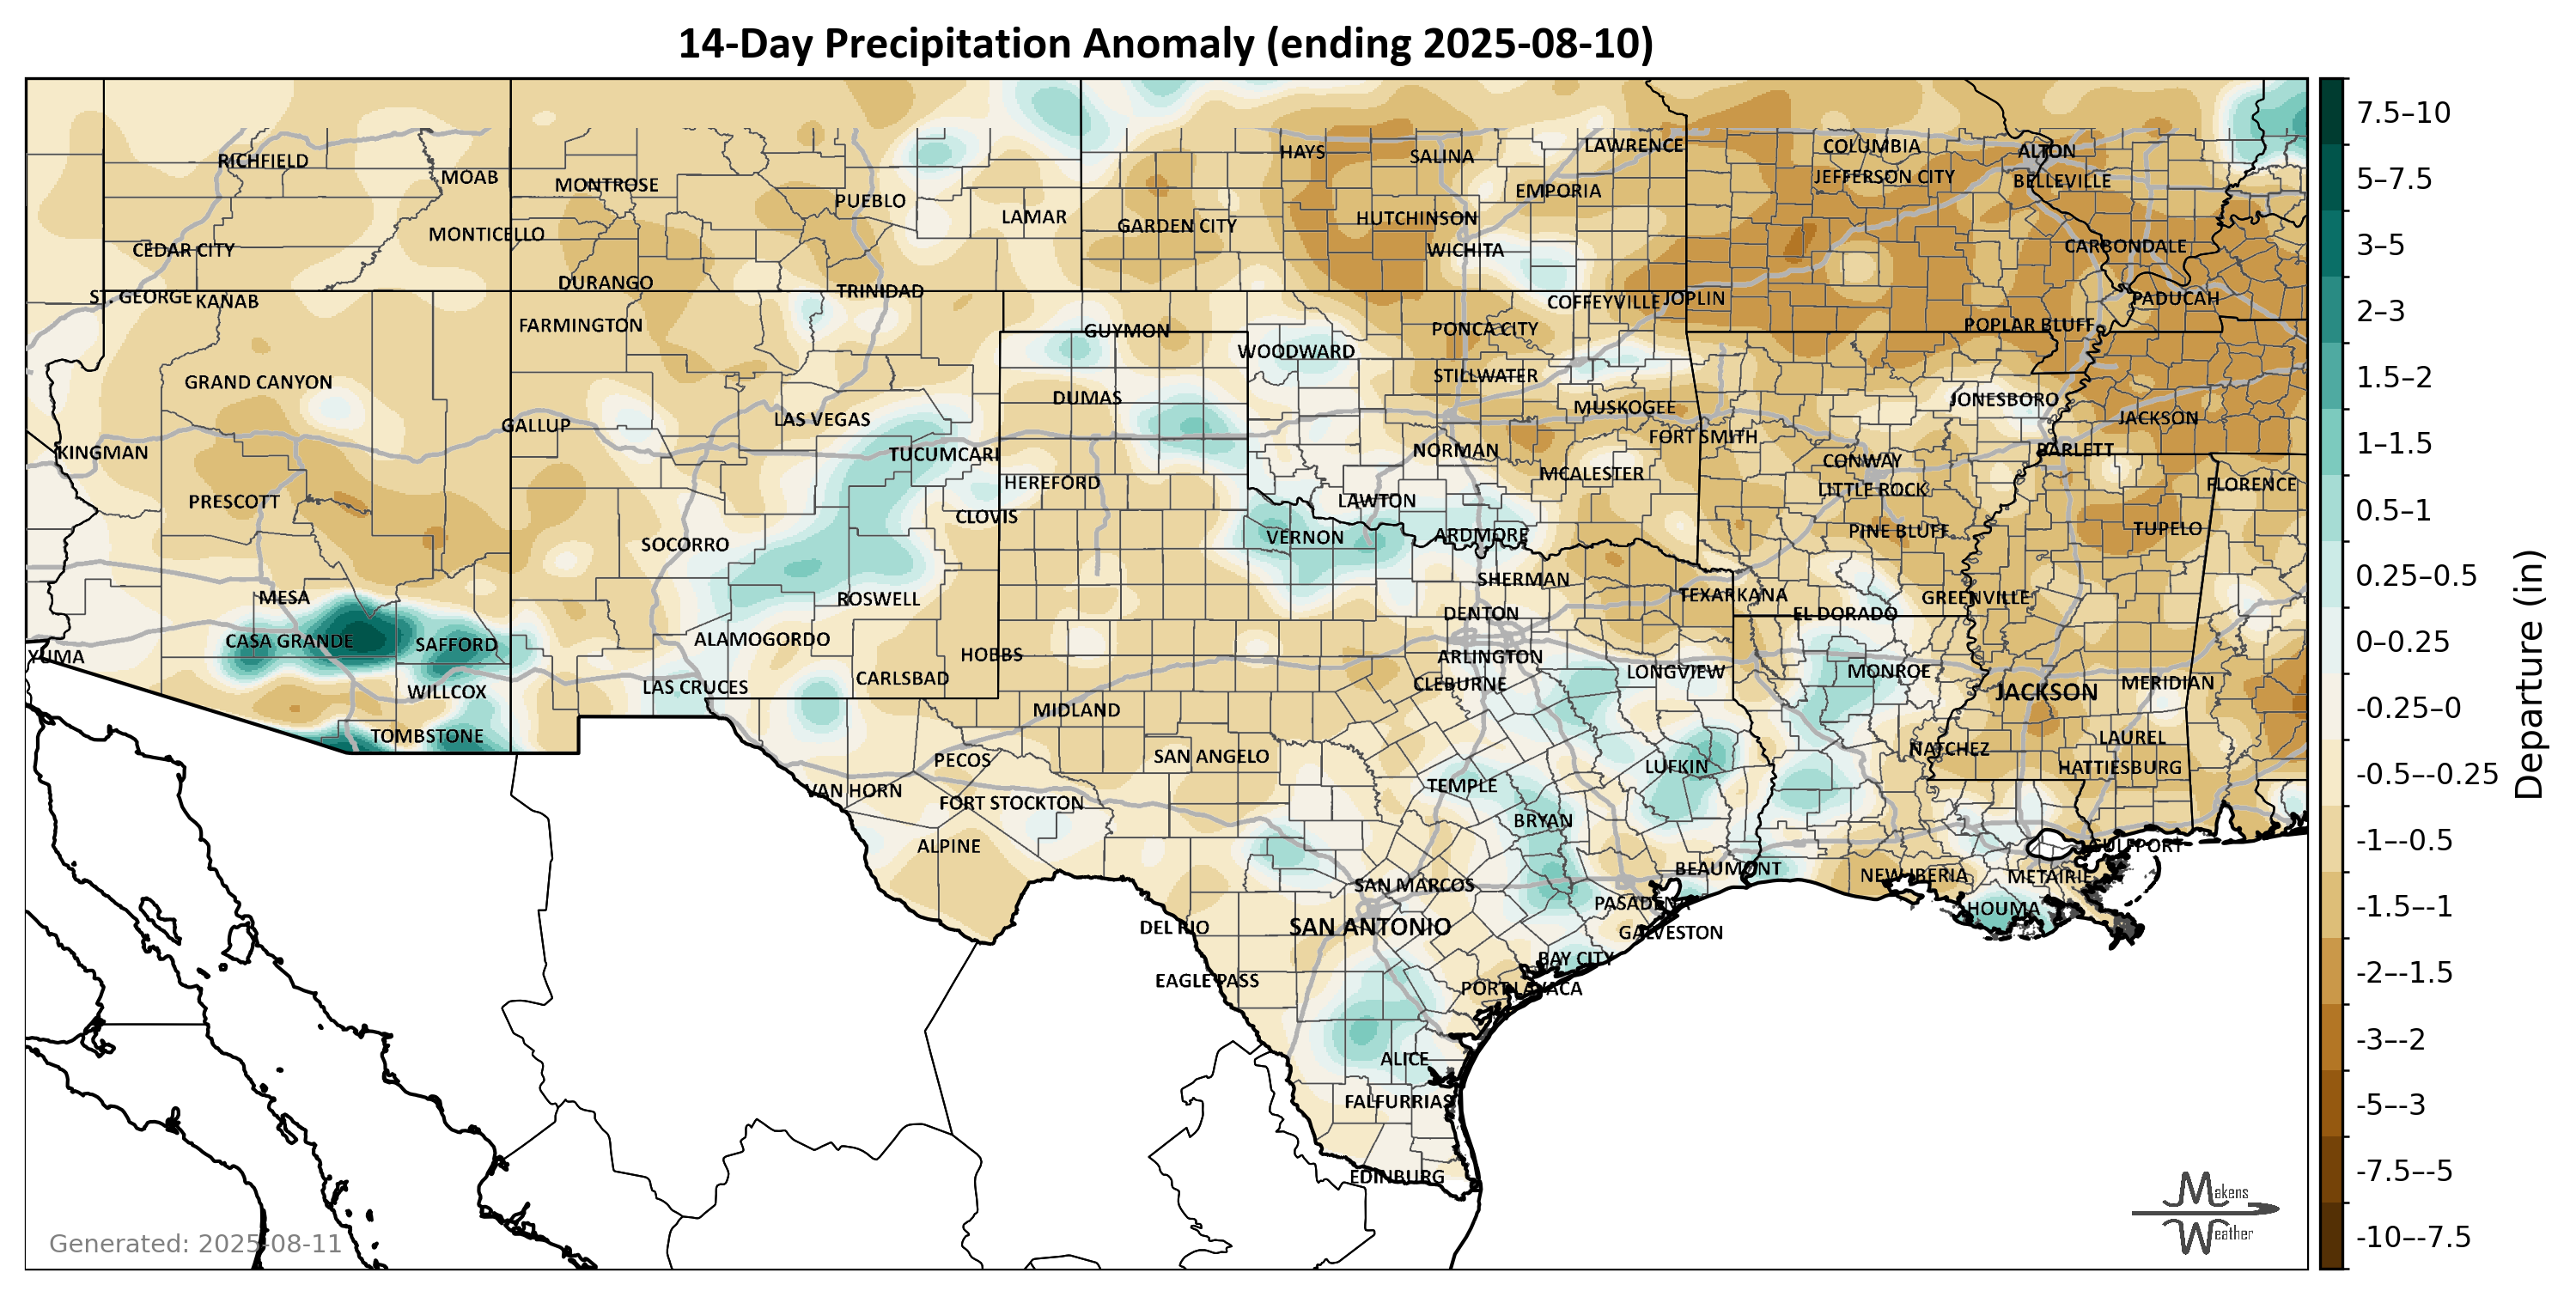 14-Day Precipitation Anomaly (ending 2025-08-10)
RICHFIELD
MOAB
MONTROSE
PUEBLO
LAMAR
GARDEN CITY
HAYS
SALINA
LAWRENCE
EMPORIA
HUTCHINSON
WICHITA
COLUMBIA
JEFFERSON CITY
ALTON
BELLEVILLE
CARBONDALE
CEDAR CITY
MONTICELLO
DURANGO
TRINIDAD
ST. GEORGE
KANAB
FARMINGTON
GUYMON
PONCA CITY
COFFEYVILLE
JOPLIN
POPLAR BLUFF
PADUCAH
WOODWARD
STILLWATER
GRAND CANYON
DUMAS
MUSKOGEE
JONESBORO
JACKSON
KINGMAN
GALLUP
LAS VEGAS
TUCUMCARI
NORMAN
FORT SMITH
BARLETT
PRESCOTT
HEREFORD
MCALESTER
CONWAY
LITTLE ROCK
FLORENCE
CLOVIS
LAWTON
SOCORRO
VERNON
ARDMORE
PINE BLUFF
TUPELO
MESA
ROSWELL
SHERMAN
TEXARKANA
GREENVILLE
DENTON
EL DORADO
CASA GRANDE
SAFFORD
ALAMOGORDO
HOBBS
ARLINGTON
YUMA
WILLCOX
LAS CRUCES
CARLSBAD
CLEBURNE
LONGVIEW
MONROE
JACKSON
MERIDIAN
TOMBSTONE
MIDLAND
SAN ANGELO
PECOS
LUFKIN
NATCHEZ
LAUREL
HATTIESBURG
VAN HORN
FORT STOCKTON
TEMPLE
BRYAN
ALPINE
BEAUMONT
GULFPORT
SAN MARCOS
NEW IBERIA
METAIRIE
DEL RIO
SAN ANTONIO
PASADENA
HOUMA
GALVESTON
EAGLE PASS
BAY CITY
PORT LAVACA
ALICE
FALFURRIAS
EDINBURG
7.5–10
5–7.5
3–5
2–3
1.5–2
1–1.5
0.5–1
0.25–0.5
0–0.25
-0.25–0
-0.5–-0.25
-1–-0.5
-1.5–-1
-2–-1.5
-3–-2
-5–-3
-7.5–-5
-10–-7.5
Departure (in)
Generated: 2025-08-11
Makens
Weather